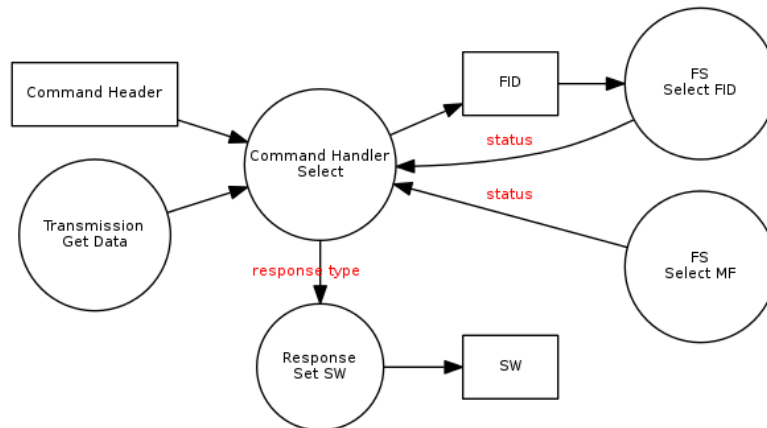 FS
Select FID
FID
Command Header
status
Command Handler
Select
status
Transmission
Get Data
FS
Select MF
response type
Response
Set SW
SW